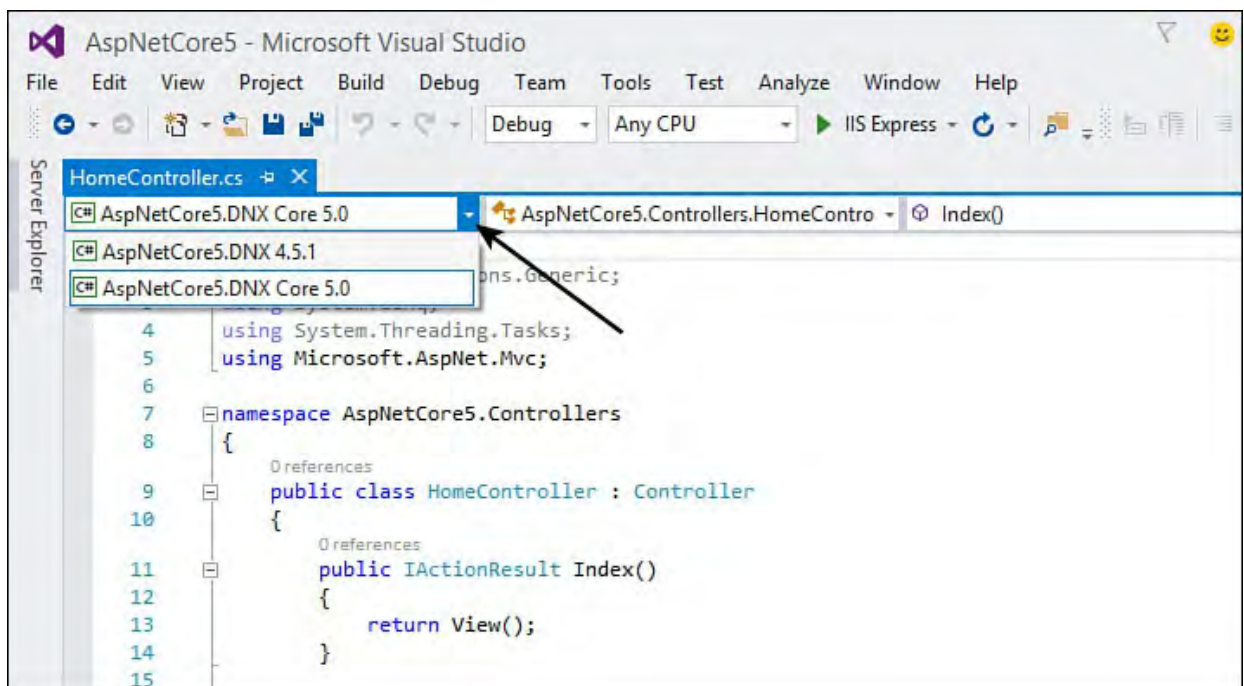 AspNetCore5 - Microsoft Visual Studio
File Edit View Project Build Debug Team Tools Test Analyze Window Help
Debug Any CPU IIS Express
Server Explorer
HomeController.cs
C# AspNetCore5.DNX Core 5.0 AspNetCore5.Controllers.HomeContro Index()
C# AspNetCore5.DNX 4.5.1
C# AspNetCore5.DNX Core 5.0
.Generic;
4 using System.Threading.Tasks;
5 using Microsoft.AspNet.Mvc;
6
7 namespace AspNetCore5.Controllers
8 {
0 references
9 public class HomeController : Controller
10 {
0 references
11 public IActionResult Index()
12 {
13 return View();
14 }
15